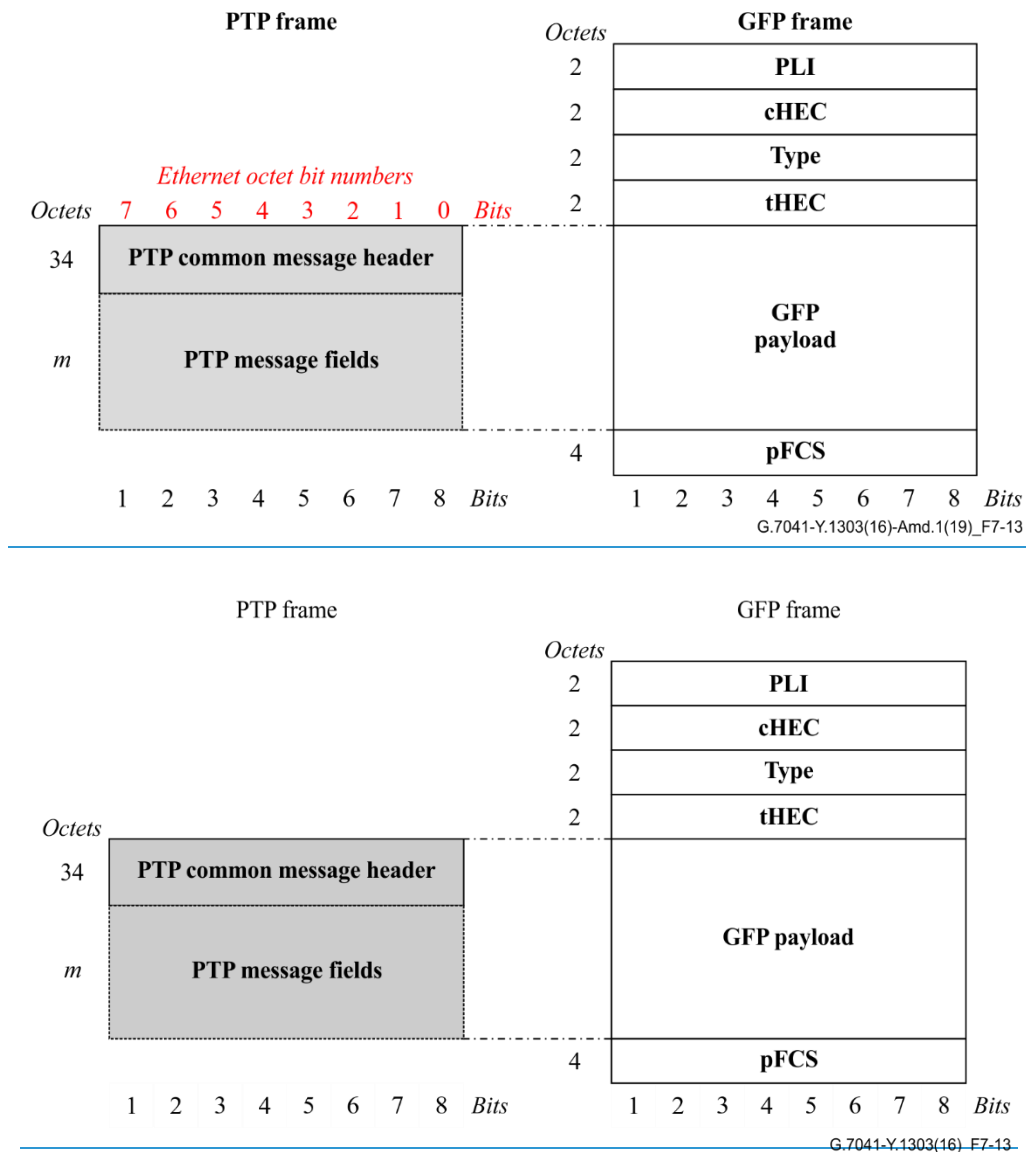 PTP frame
GFP frame
Octets
2 PLI
2 cHEC
2 Type
Ethernet octet bit numbers
Octets 7 6 5 4 3 2 1 0 Bits
2 tHEC
34 PTP common message header
GFP
payload
m PTP message fields
4 pFCS
1 2 3 4 5 6 7 8 Bits
1 2 3 4 5 6 7 8 Bits
G.7041-Y.1303(16)-Amd.1(19)_F7-13
PTP frame
GFP frame
Octets
2 PLI
2 cHEC
2 Type
2 tHEC
Octets
34 PTP common message header
GFP payload
m PTP message fields
4 pFCS
1 2 3 4 5 6 7 8 Bits
1 2 3 4 5 6 7 8 Bits
G.7041-Y.1303(16)_F7-13